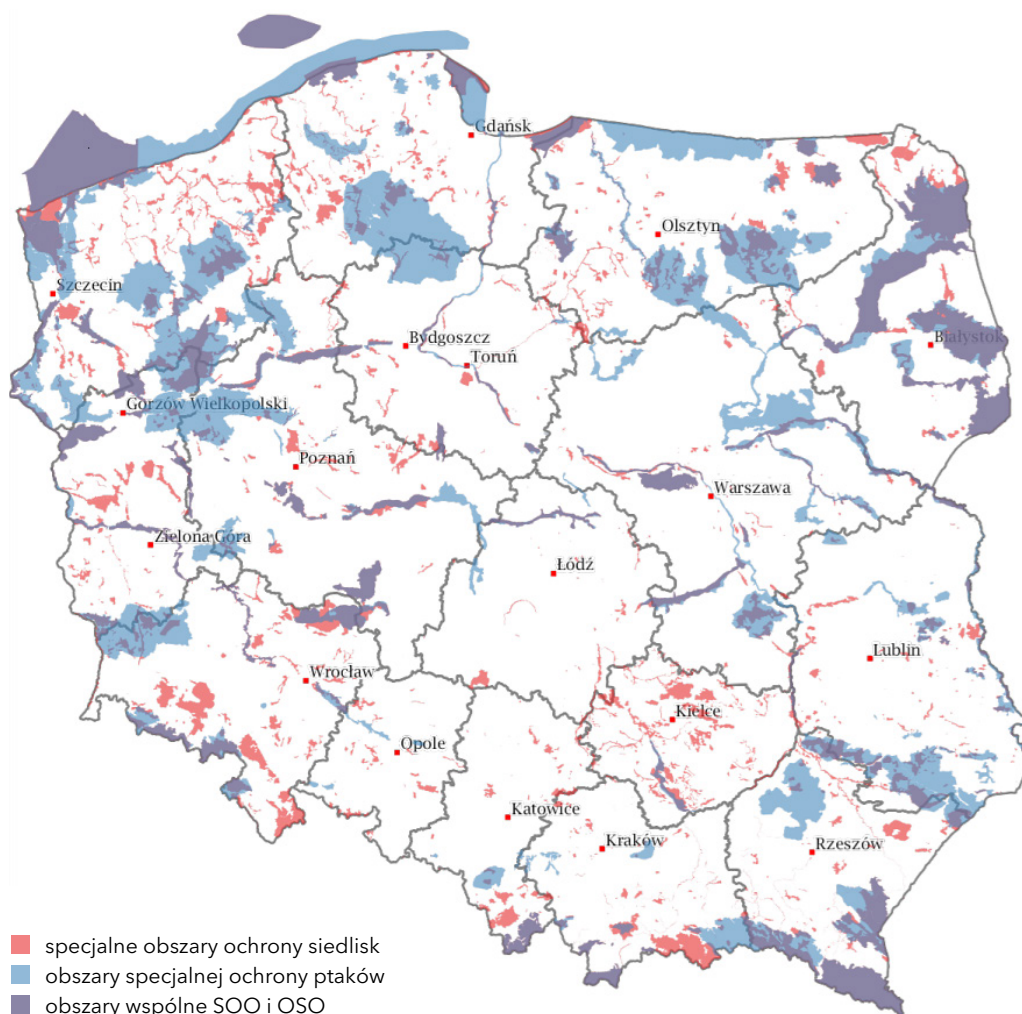 Gdańsk
Olsztyn
Szczecin
Bydgoszcz
Białystok
Toruń
Gorzów Wielkopolski
Poznań
Warszawa
Zielona Góra
Łódź
Lublin
Wrocław
Kielce
Opole
Katowice
Kraków
Rzeszów
specjalne obszary ochrony siedlisk
obszary specjalnej ochrony ptaków
obszary wspólne SOO i OSO